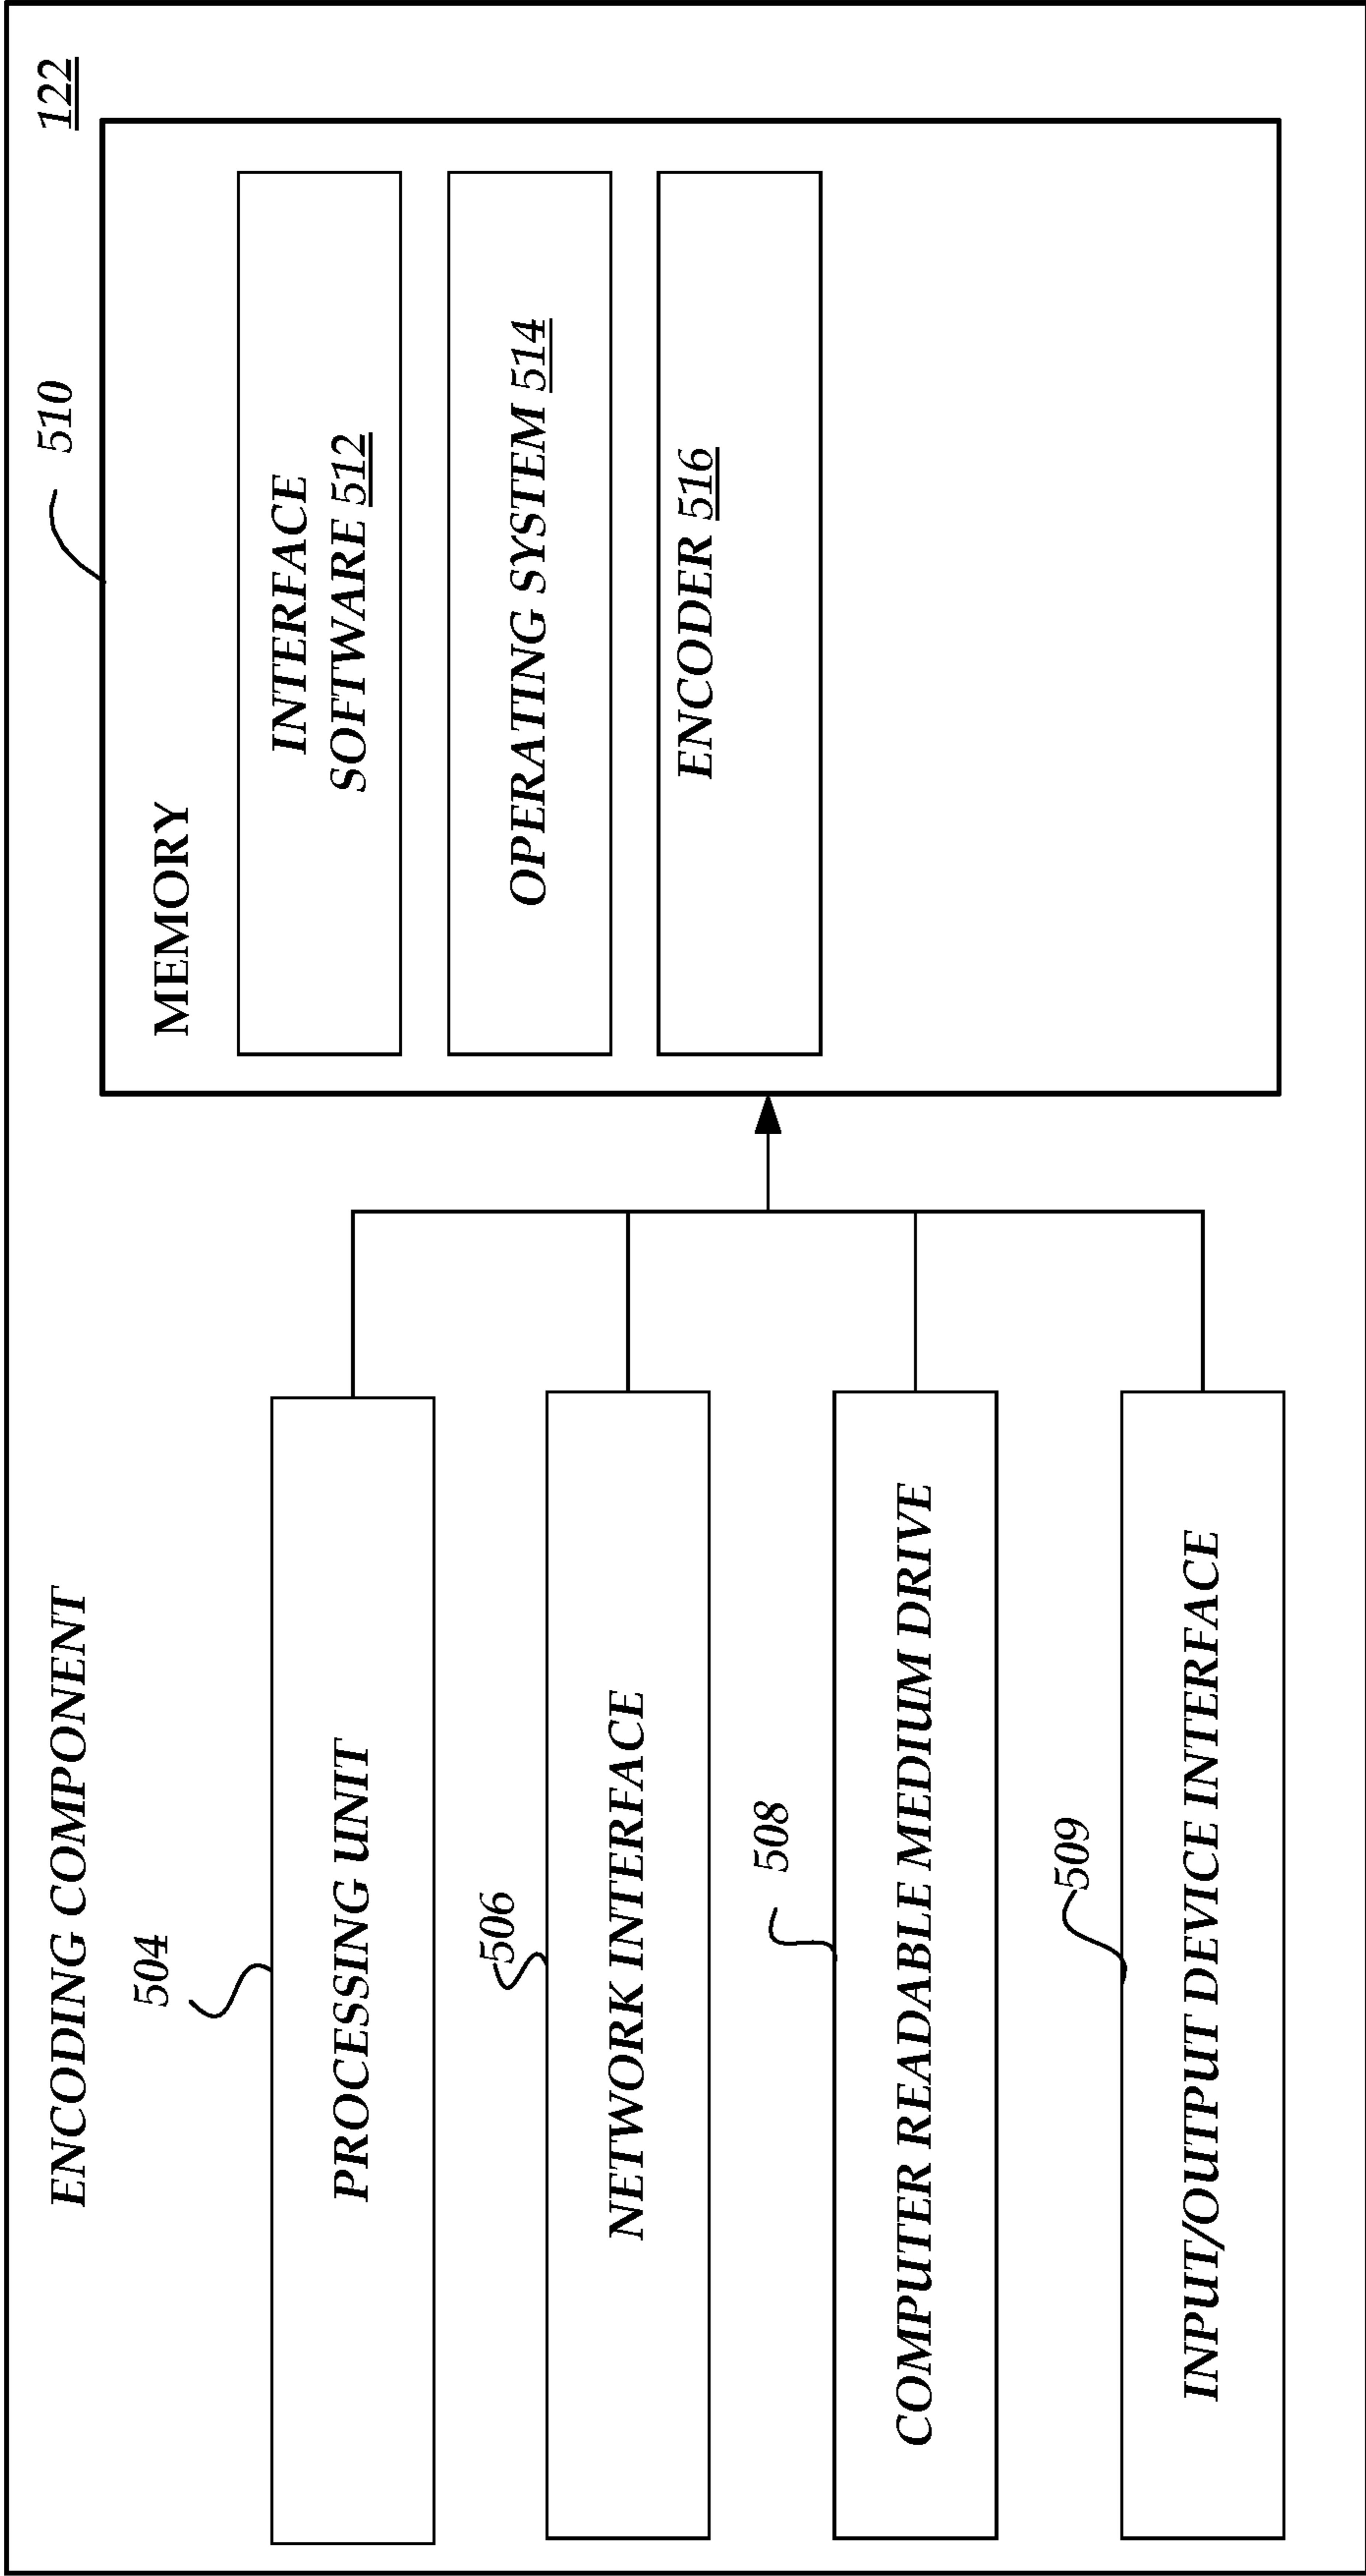 ENCODING COMPONENT
122
504
PROCESSING UNIT
506
NETWORK INTERFACE
508
COMPUTER READABLE MEDIUM DRIVE
509
INPUT/OUTPUT DEVICE INTERFACE
510
MEMORY
INTERFACE
SOFTWARE 512
OPERATING SYSTEM 514
ENCODER 516